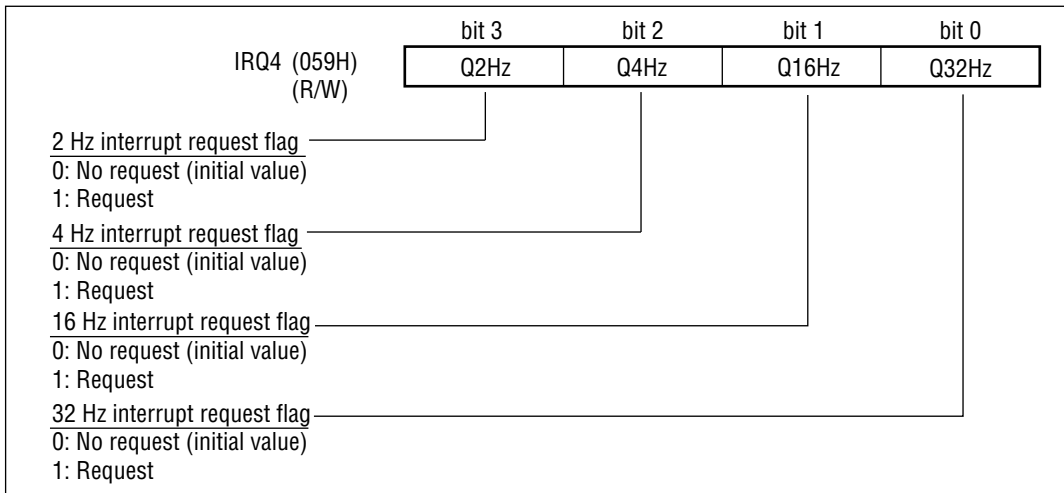 bit 3 bit 2 bit 1 bit 0
IRQ4 (059H) Q2Hz Q4Hz Q16Hz Q32Hz
(R/W)
2 Hz interrupt request flag
0: No request (initial value)
1: Request
4 Hz interrupt request flag
0: No request (initial value)
1: Request
16 Hz interrupt request flag
0: No request (initial value)
1: Request
32 Hz interrupt request flag
0: No request (initial value)
1: Request